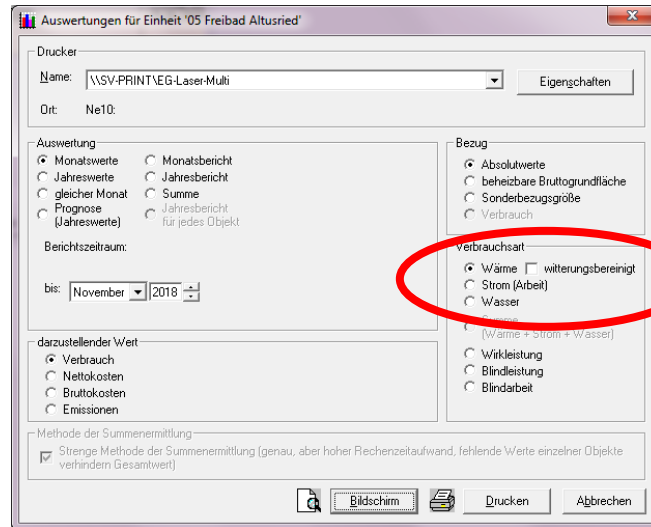 Auswertungen für Einheit '05 Freibad Altusried'
Drucker
Name: \\SV-PRINT\EG-Laser-Multi
Eigenschaften
Ort: Ne10:
Auswertung
Monatswerte Monatsbericht
Jahreswerte Jahresbericht
gleicher Monat Summe
Prognose (Jahreswerte) Jahresbericht für jedes Objekt
Berichtszeitraum:
bis: November 2018
Bezug
Absolutwerte
beheizbare Bruttogrundfläche
Sonderbezugsgröße
Verbrauch
Verbrauchsart
Wärme witterungsbereinigt
Strom (Arbeit)
Wasser
Summe
(Wärme + Strom + Wasser)
Wirkleistung
Blindleistung
Blindarbeit
darzustellender Wert
Verbrauch
Nettokosten
Bruttokosten
Emissionen
Methode der Summenermittlung
Strenge Methode der Summenermittlung (genau, aber hoher Rechenzeitaufwand, fehlende Werte einzelner Objekte
verhindern Gesamtwert)
Bildschirm Drucken Abbrechen